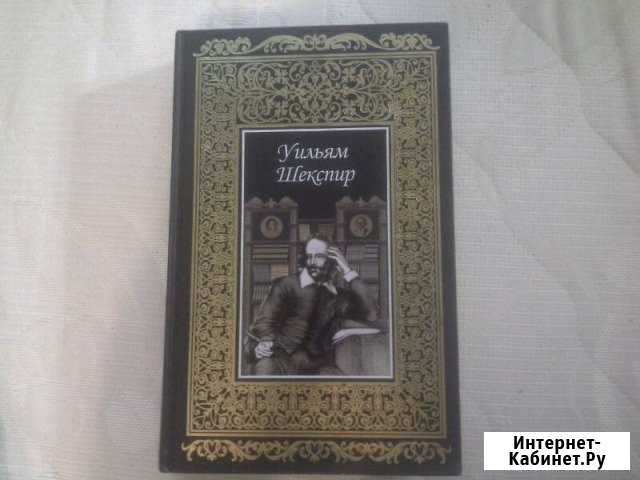 Уильям
Шекспир
Интернет-
Кабинет.Ру